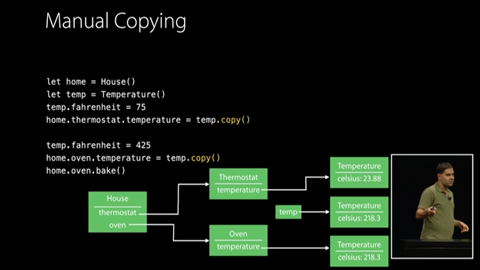 Manual Copying
let home = House()
let temp = Temperature()
temp.fahrenheit = 75
home.thermostat.temperature = temp.copy()
temp.fahrenheit = 425
home.oven.temperature = temp.copy()
home.oven.bake()
House
thermostat
oven
Thermostat
temperature
Oven
temperature
temp
Temperature
celsius: 23.88
Temperature
celsius: 218.3
Temperature
celsius: 218.3